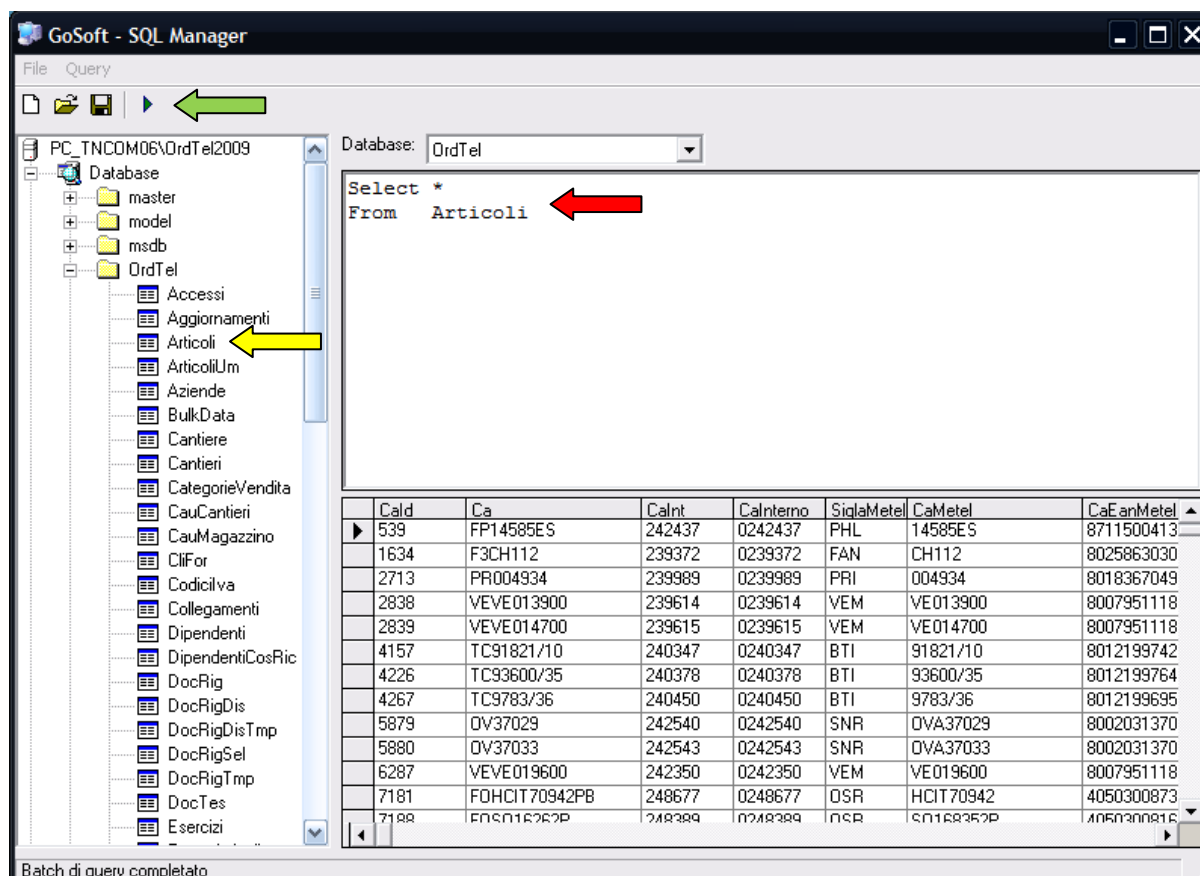 GoSoft - SQL Manager
File Query
PC_TNCOM06\OrdTel2009
Database
master
model
msdb
OrdTel
Accessi
Aggiornamenti
Articoli
ArticoliUm
Aziende
BulkData
Cantiere
Cantieri
CategorieVendita
CauCantieri
CauMagazzino
CliFor
CodiciIva
Collegamenti
Dipendenti
DipendentiCosRic
DocRig
DocRigDis
DocRigDisTmp
DocRigSel
DocRigTmp
DocTes
Esercizi
Database: OrdTel
Select *
From Articoli
CaId Ca CaInt CaInterno SiglaMetel CaMetel CaEanMetel
539 FP14585ES 242437 0242437 PHL 14585ES 8711500413
1634 F3CH112 239372 0239372 FAN CH112 8025863030
2713 PR004934 239989 0239989 PRI 004934 8018367049
2838 VEVE013900 239614 0239614 VEM VE013900 8007951118
2839 VEVE014700 239615 0239615 VEM VE014700 8007951118
4157 TC91821/10 240347 0240347 BTI 91821/10 8012199742
4226 TC93600/35 240378 0240378 BTI 93600/35 8012199764
4267 TC9783/36 240450 0240450 BTI 9783/36 8012199695
5879 OV37029 242540 0242540 SNR OVA37029 8002031370
5880 OV37033 242543 0242543 SNR OVA37033 8002031370
6287 VEVE019600 242350 0242350 VEM VE019600 8007951118
7181 FOHCIT70942PB 248677 0248677 OSR HCIT70942 4050300873
7188 248389 0248389 OSR 4050300816
Batch di query completato